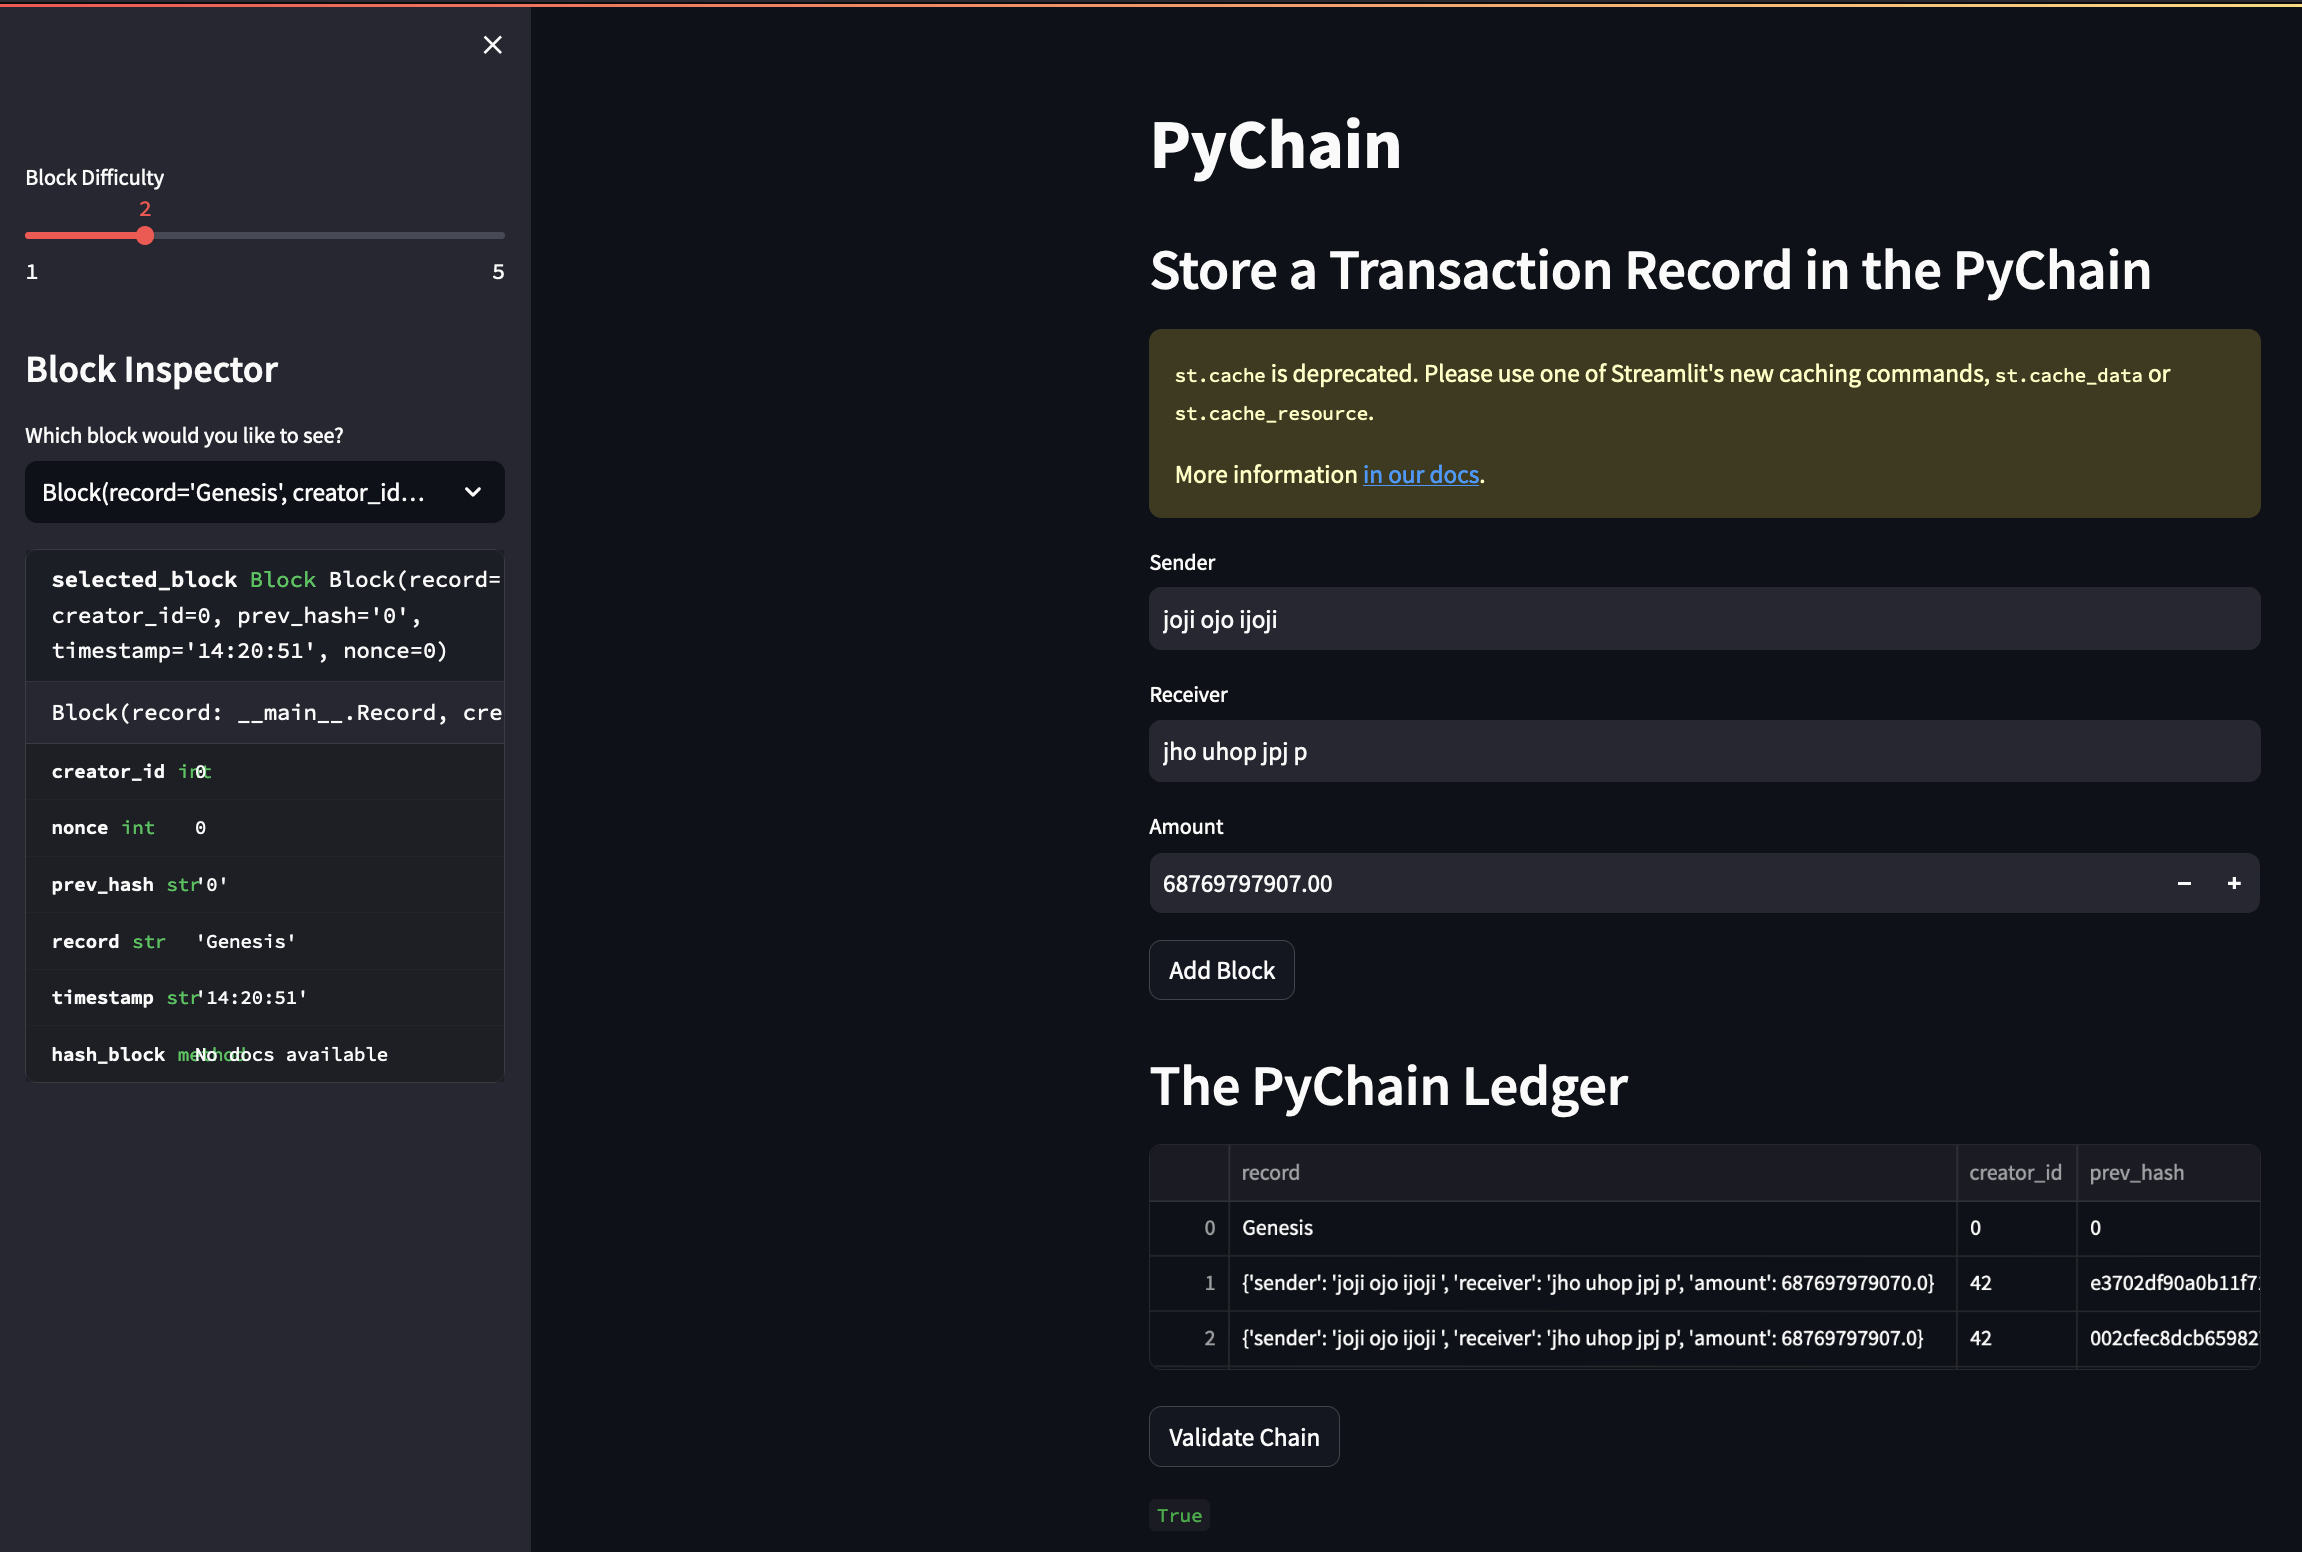 Block Difficulty
2
1 5
Block Inspector
Which block would you like to see?
Block(record='Genesis', creator_id...
selected_block Block Block(record=
creator_id=0, prev_hash='0',
timestamp='14:20:51', nonce=0)
Block(record: __main__.Record, cre
creator_id int 0
nonce int 0
prev_hash str '0'
record str 'Genesis'
timestamp str '14:20:51'
hash_block method No docs available
PyChain
Store a Transaction Record in the PyChain
st.cache is deprecated. Please use one of Streamlit's new caching commands, st.cache_data or
st.cache_resource.
More information in our docs.
Sender
joji ojo ijoji
Receiver
jho uhop jpj p
Amount
68769797907.00
Add Block
The PyChain Ledger
record creator_id prev_hash
0 Genesis 0 0
1 {'sender': 'joji ojo ijoji ', 'receiver': 'jho uhop jpj p', 'amount': 687697979070.0} 42 e3702df90a0b11f7
2 {'sender': 'joji ojo ijoji ', 'receiver': 'jho uhop jpj p', 'amount': 68769797907.0} 42 002cfec8dcb65982
Validate Chain
True